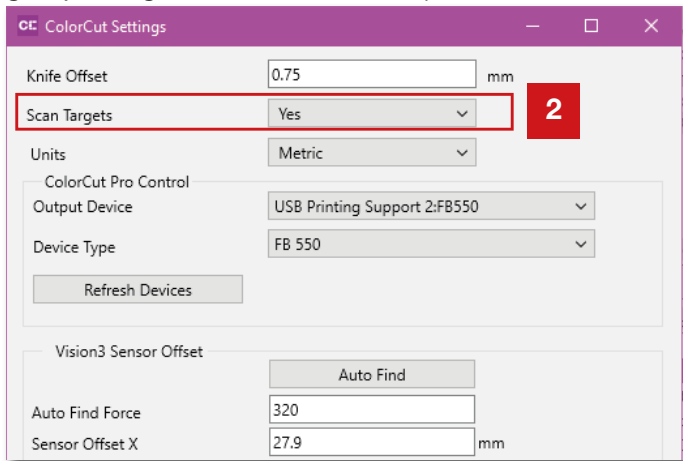 CE ColorCut Settings
Knife Offset 0.75 mm
Scan Targets Yes 2
Units Metric
ColorCut Pro Control
Output Device USB Printing Support 2:FB550
Device Type FB 550
Refresh Devices
Vision3 Sensor Offset
Auto Find
Auto Find Force 320
Sensor Offset X 27.9 mm